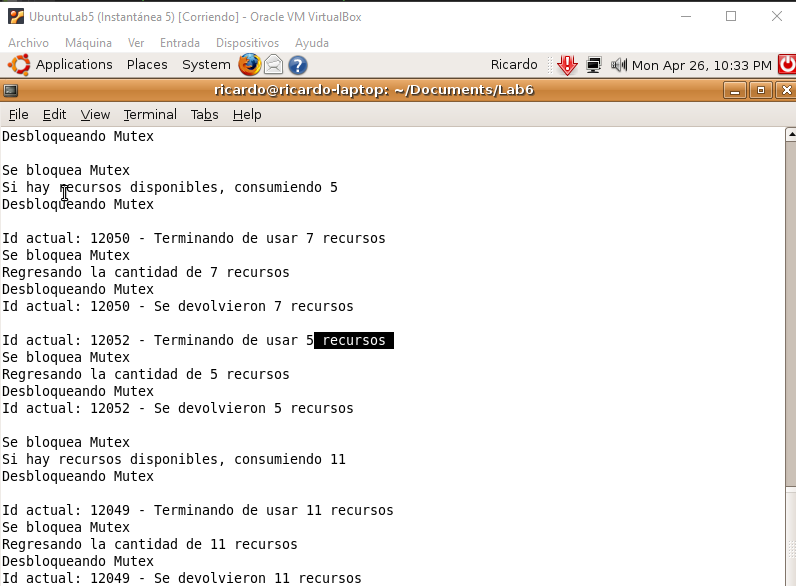 UbuntuLab5 (Instantánea 5) [Corriendo] - Oracle VM VirtualBox
Archivo Máquina Ver Entrada Dispositivos Ayuda
Applications Places System Ricardo Mon Apr 26, 10:33 PM
ricardo@ricardo-laptop: ~/Documents/Lab6
File Edit View Terminal Tabs Help
Desbloqueando Mutex
Se bloquea Mutex
Si hay recursos disponibles, consumiendo 5
Desbloqueando Mutex
Id actual: 12050 - Terminando de usar 7 recursos
Se bloquea Mutex
Regresando la cantidad de 7 recursos
Desbloqueando Mutex
Id actual: 12050 - Se devolvieron 7 recursos
Id actual: 12052 - Terminando de usar 5 recursos
Se bloquea Mutex
Regresando la cantidad de 5 recursos
Desbloqueando Mutex
Id actual: 12052 - Se devolvieron 5 recursos
Se bloquea Mutex
Si hay recursos disponibles, consumiendo 11
Desbloqueando Mutex
Id actual: 12049 - Terminando de usar 11 recursos
Se bloquea Mutex
Regresando la cantidad de 11 recursos
Desbloqueando Mutex
Id actual: 12049 - Se devolvieron 11 recursos